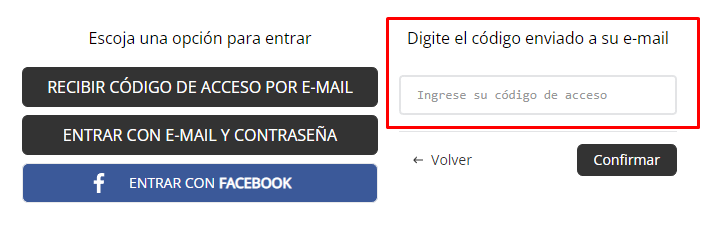 Escoja una opción para entrar
RECIBIR CÓDIGO DE ACCESO POR E-MAIL
ENTRAR CON E-MAIL Y CONTRASEÑA
ENTRAR CON FACEBOOK
Digite el código enviado a su e-mail
Ingrese su código de acceso
← Volver
Confirmar